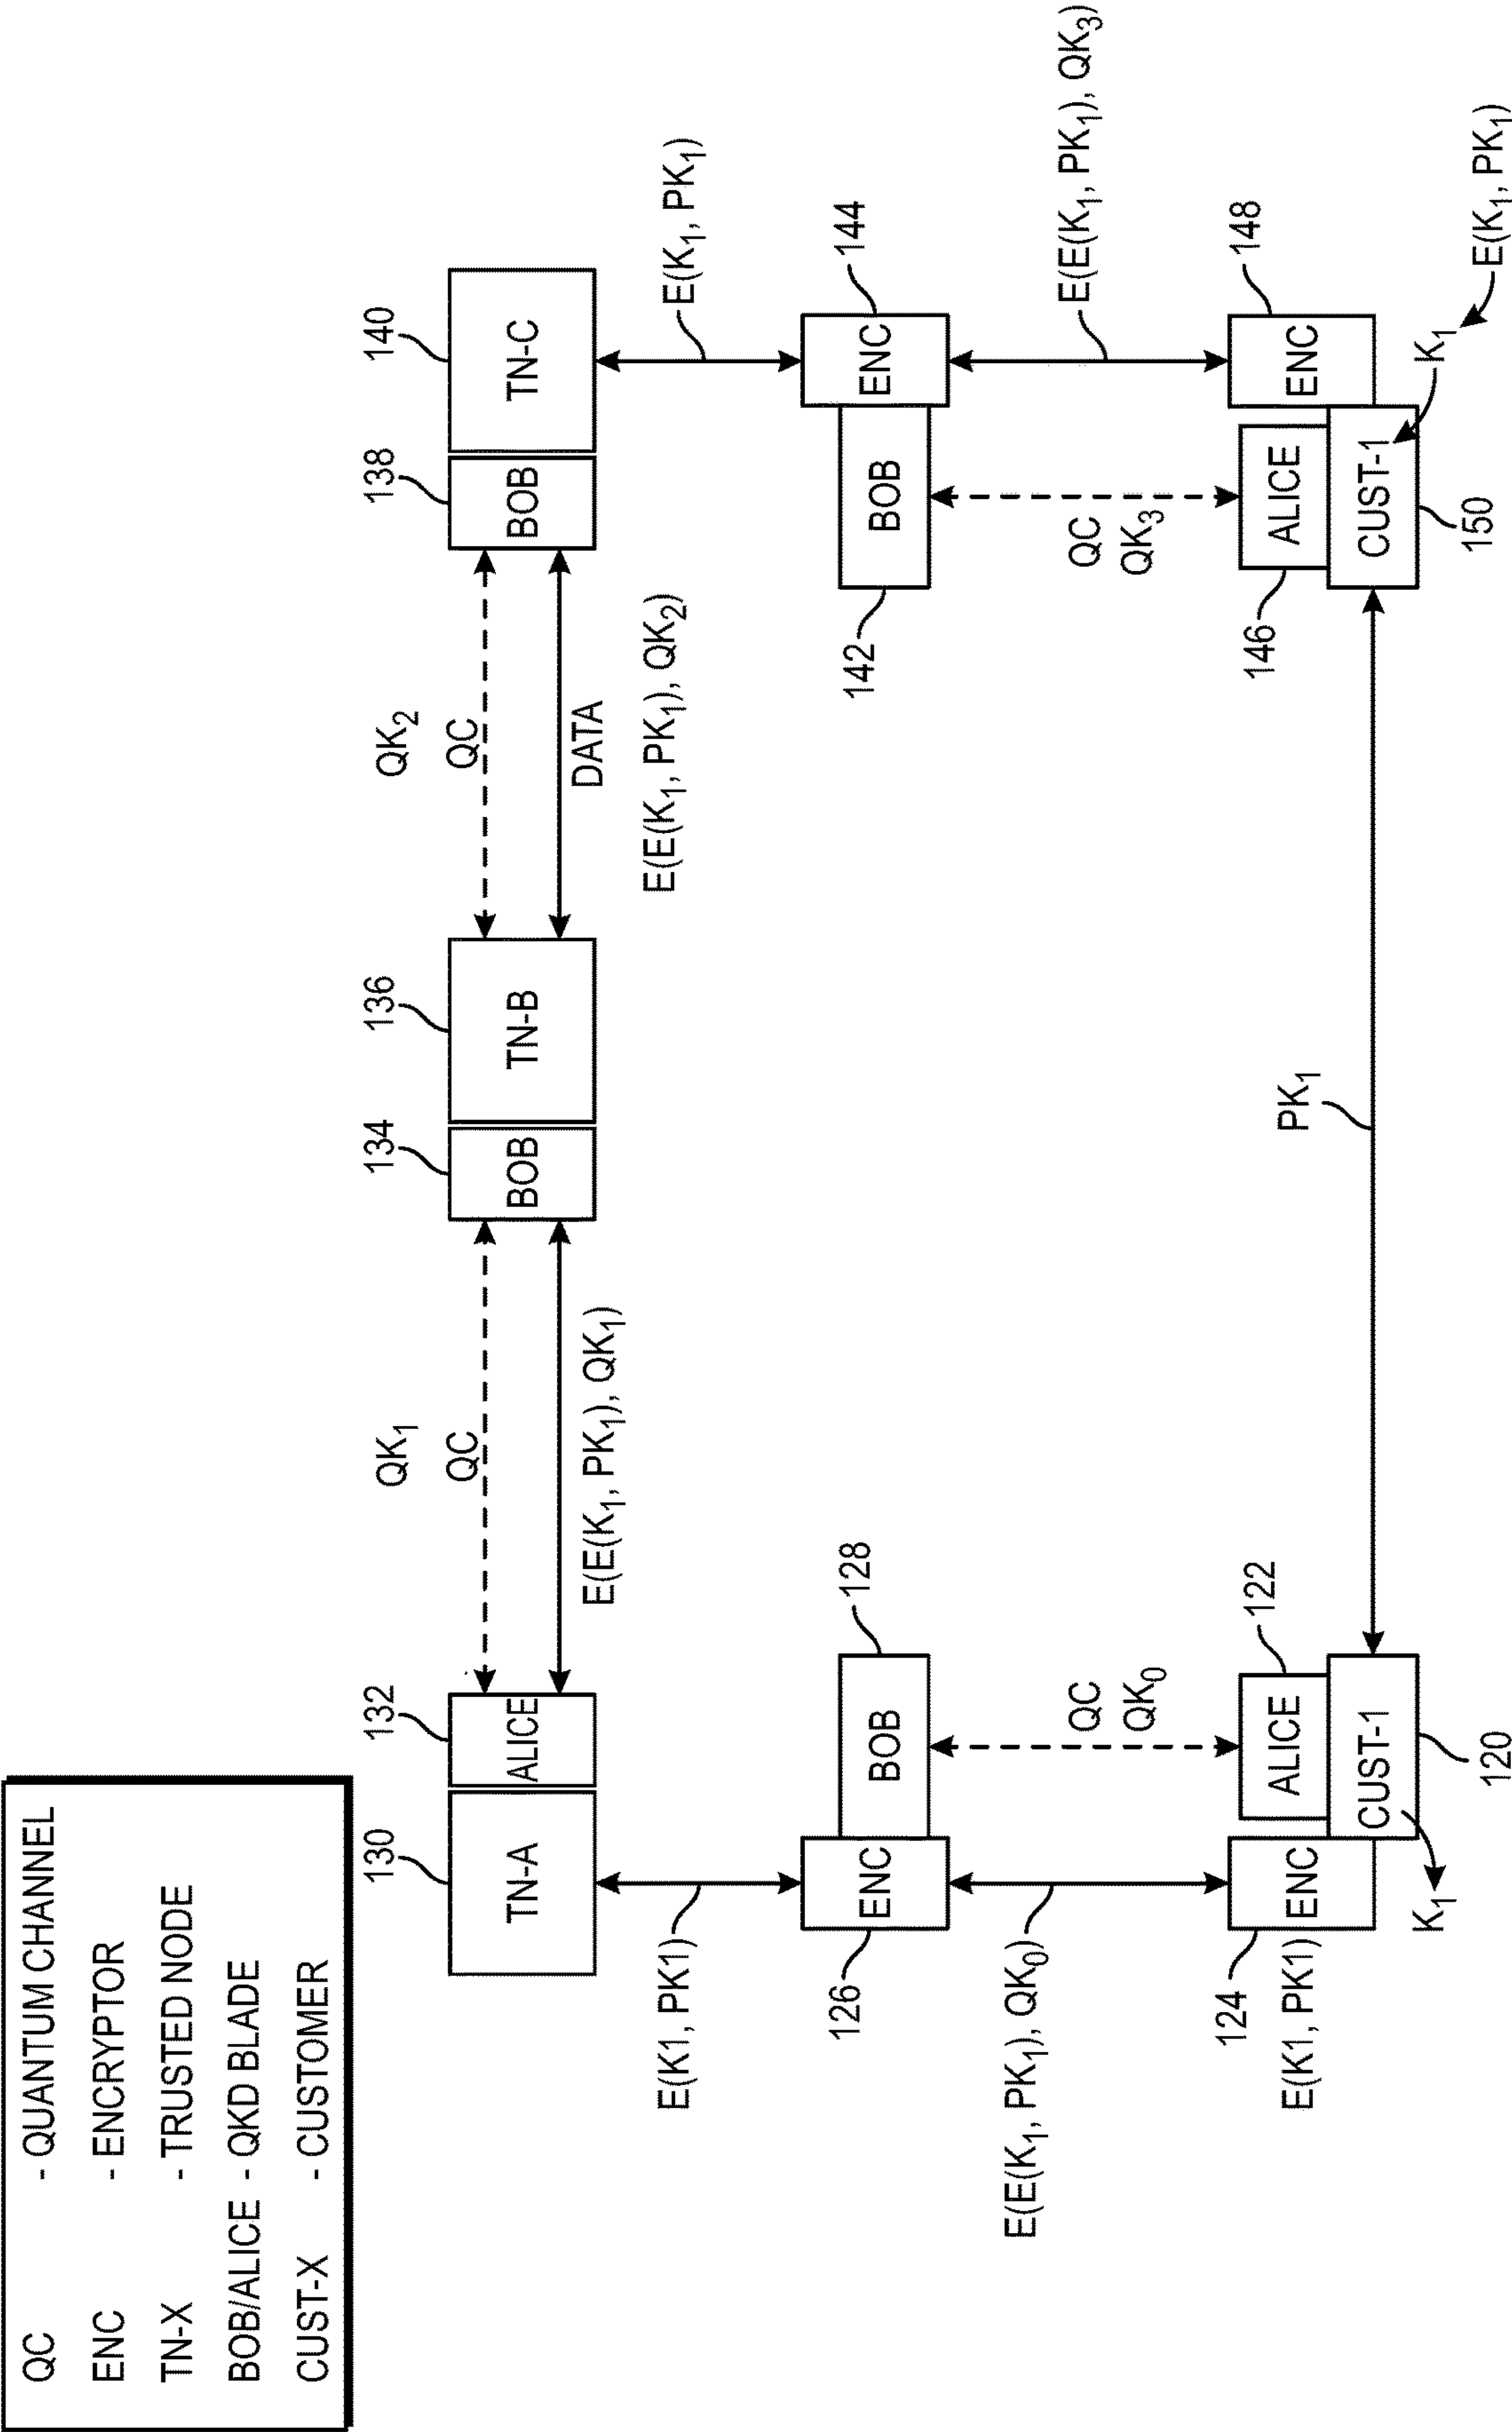 QC - QUANTUM CHANNEL
ENC - ENCRYPTOR
TN-X - TRUSTED NODE
BOB/ALICE - QKD BLADE
CUST-X - CUSTOMER
130
132
134
136
138
140
TN-A
ALICE
BOB
TN-B
BOB
TN-C
QK₁
QC
E(E(K₁, PK₁), QK₁)
QK₂
QC
DATA
E(E(K₁, PK₁), QK₂)
E(K1, PK1)
E(K₁, PK₁)
126
ENC
BOB
128
142
BOB
ENC
144
E(E(K₁, PK₁), QK₀)
QC
QK₀
QC
QK₃
E(E(K₁, PK₁), QK₃)
124
E(K1, PK1)
ENC
ALICE
122
CUST-1
120
K₁
PK₁
146
ALICE
ENC
148
CUST-1
150
K₁
E(K₁, PK₁)